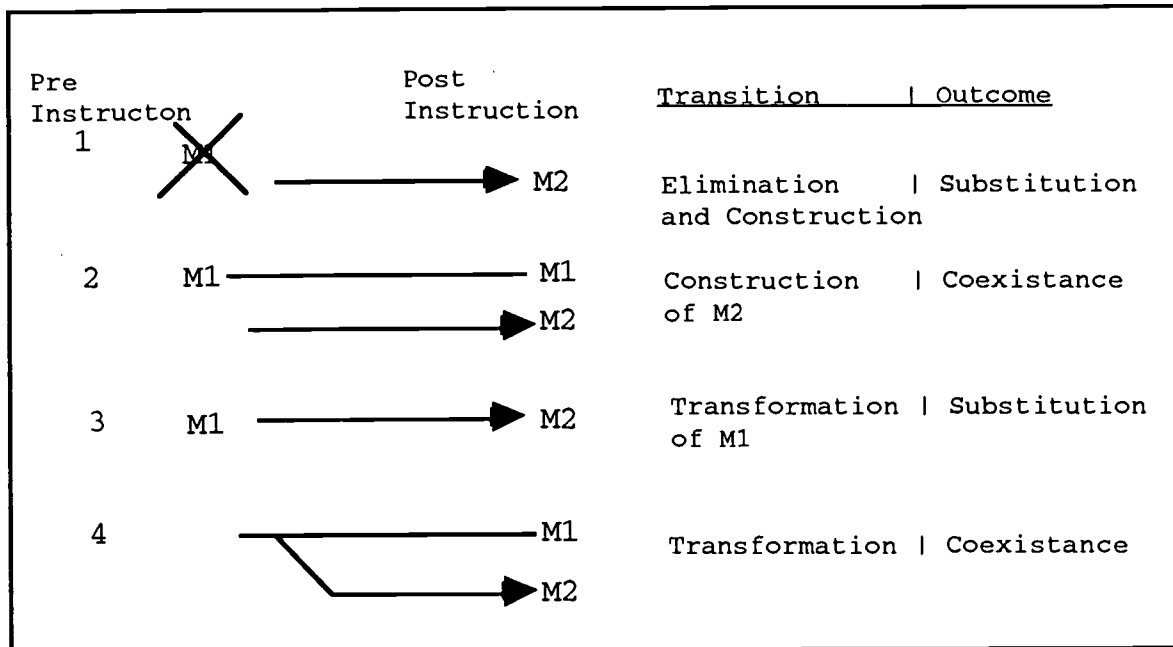 Pre
Instructon
Post
Instruction
Transition | Outcome
1
M1
M2
Elimination | Substitution
and Construction
2
M1
M1
Construction | Coexistance
of M2
M2
3
M1
M2
Transformation | Substitution
of M1
4
M1
Transformation | Coexistance
M2